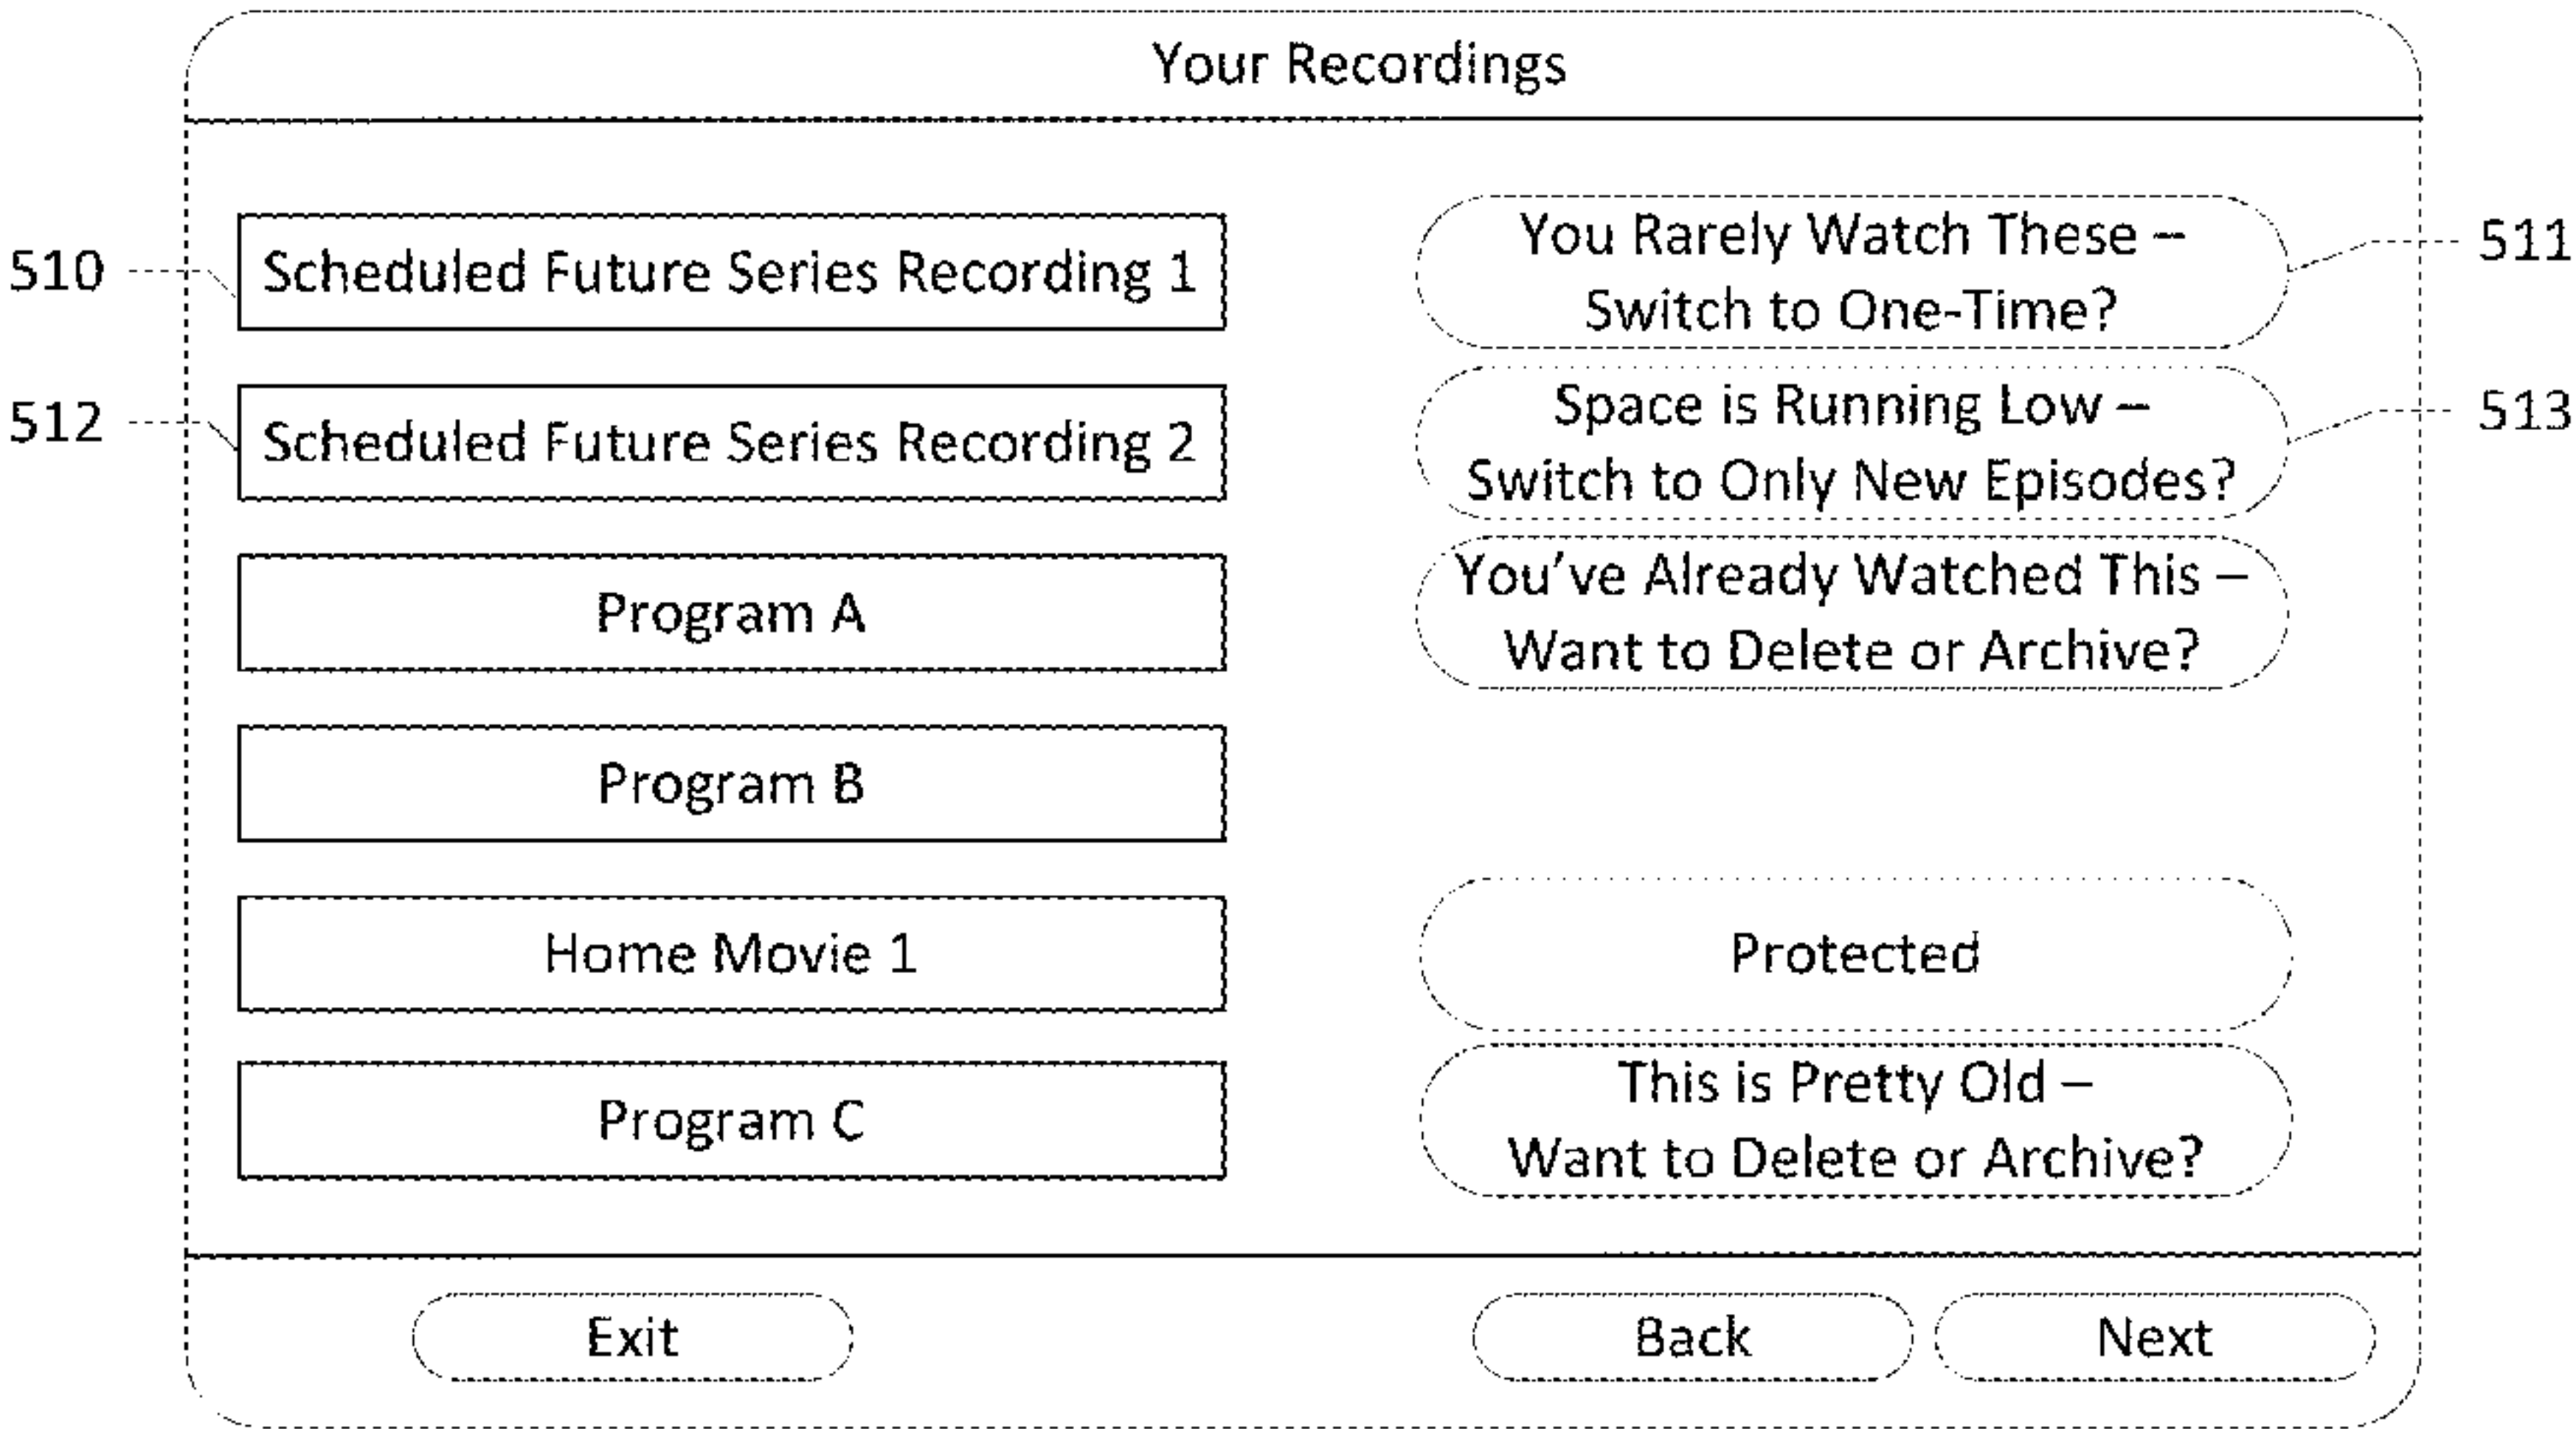 Your Recordings
510
Scheduled Future Series Recording 1
You Rarely Watch These –
Switch to One-Time?
511
512
Scheduled Future Series Recording 2
Space is Running Low –
Switch to Only New Episodes?
513
Program A
You've Already Watched This –
Want to Delete or Archive?
Program B
Home Movie 1
Protected
Program C
This is Pretty Old –
Want to Delete or Archive?
Exit
Back
Next